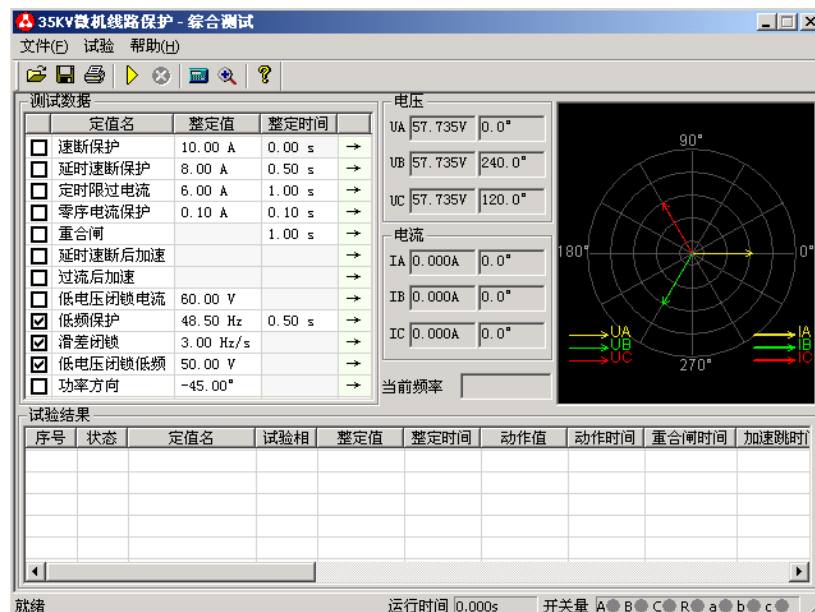 35KV微机线路保护 - 综合测试
文件(F) 试验 帮助(H)
测试数据
定值名 整定值 整定时间
速断保护 10.00 A 0.00 s →
延时速断保护 8.00 A 0.50 s →
定时限过电流 6.00 A 1.00 s →
零序电流保护 0.10 A 0.10 s →
重合闸 1.00 s →
延时速断后加速 →
过流后加速 →
低电压闭锁电流 60.00 V →
低频保护 48.50 Hz 0.50 s →
滑差闭锁 3.00 Hz/s →
低电压闭锁低频 50.00 V →
功率方向 -45.00° →
电压
UA 57.735V 0.0°
UB 57.735V 240.0°
UC 57.735V 120.0°
电流
IA 0.000A 0.0°
IB 0.000A 0.0°
IC 0.000A 0.0°
当前频率
90°
180° 0°
270°
UA IA
UB IB
UC IC
试验结果
序号 状态 定值名 试验相 整定值 整定时间 动作值 动作时间 重合闸时间 加速跳时
就绪 运行时间 0.000s 开关量 A B C R a b c